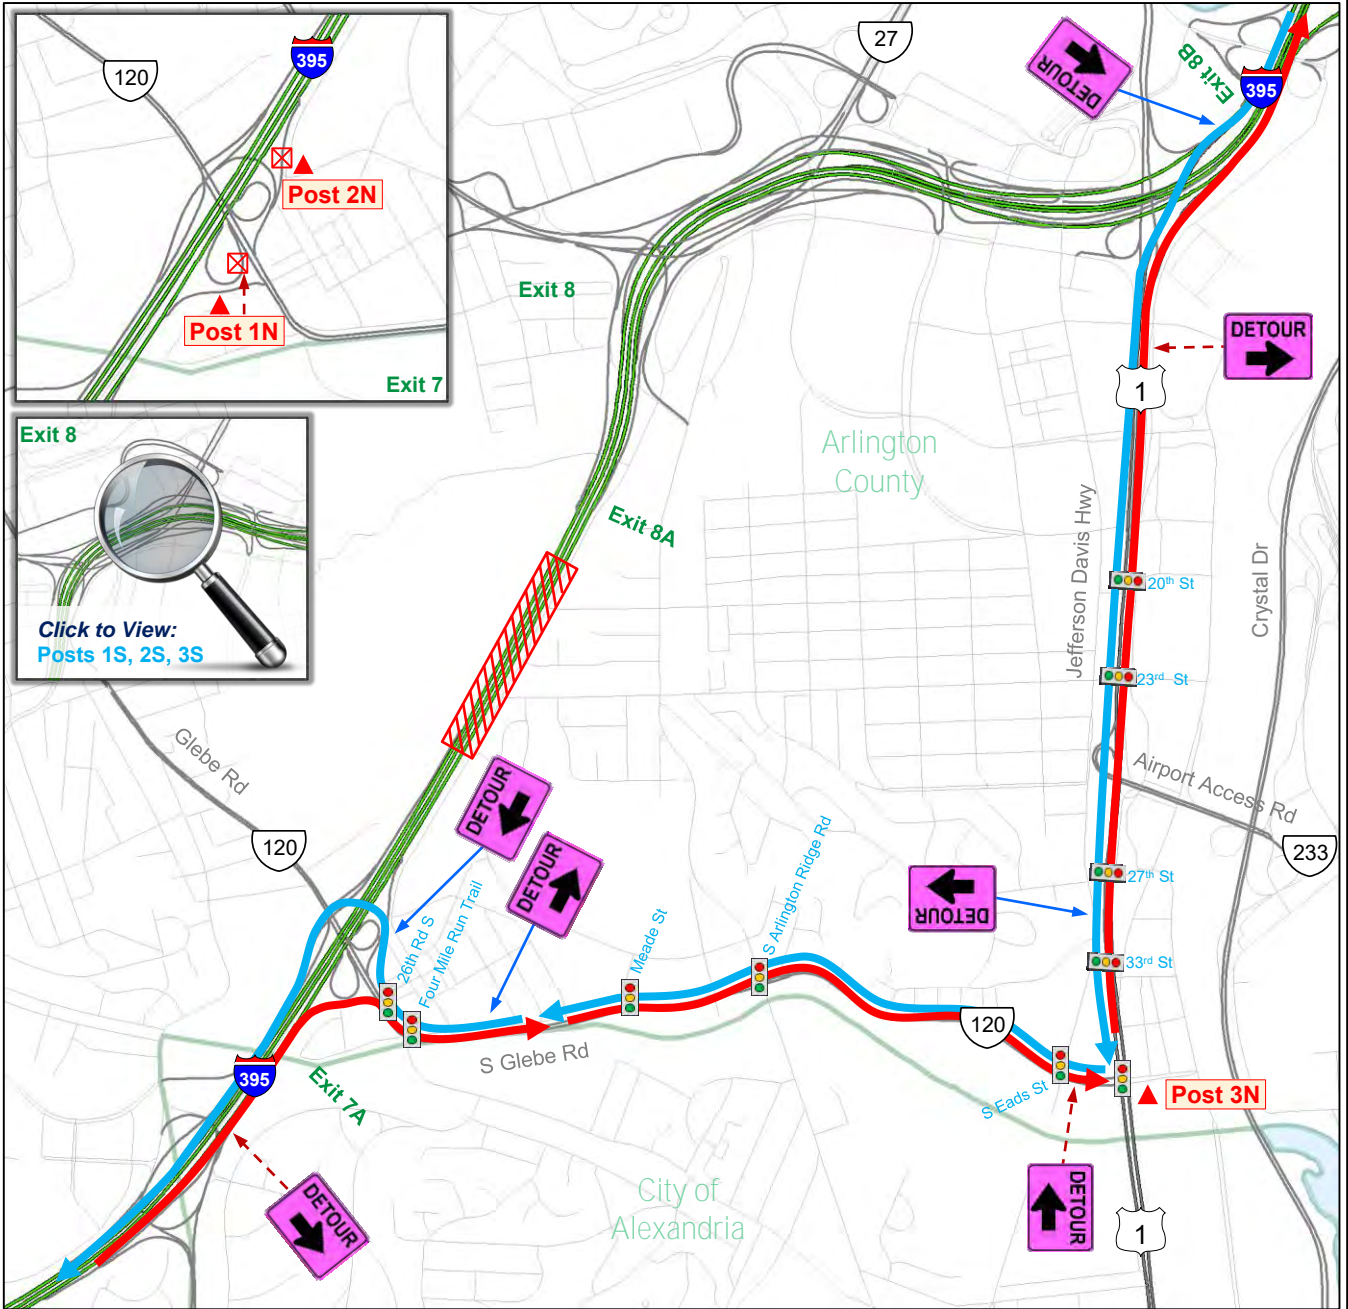 120
395
Post 2N
Post 1N
Exit 7
Exit 8
Click to View:
Posts 1S, 2S, 3S
27
DETOUR
Exit 8B
395
Exit 8
DETOUR
1
Arlington
County
Exit 8A
Jefferson Davis Hwy
Crystal Dr
20th St
23rd St
Airport Access Rd
233
Glebe Rd
120
DETOUR
DETOUR
26th Rd S
Four Mile Run Trail
Meade St
S Arlington Ridge Rd
DETOUR
27th St
33rd St
120
S Glebe Rd
395
Exit 7A
S Eads St
Post 3N
DETOUR
DETOUR
City of
Alexandria
1